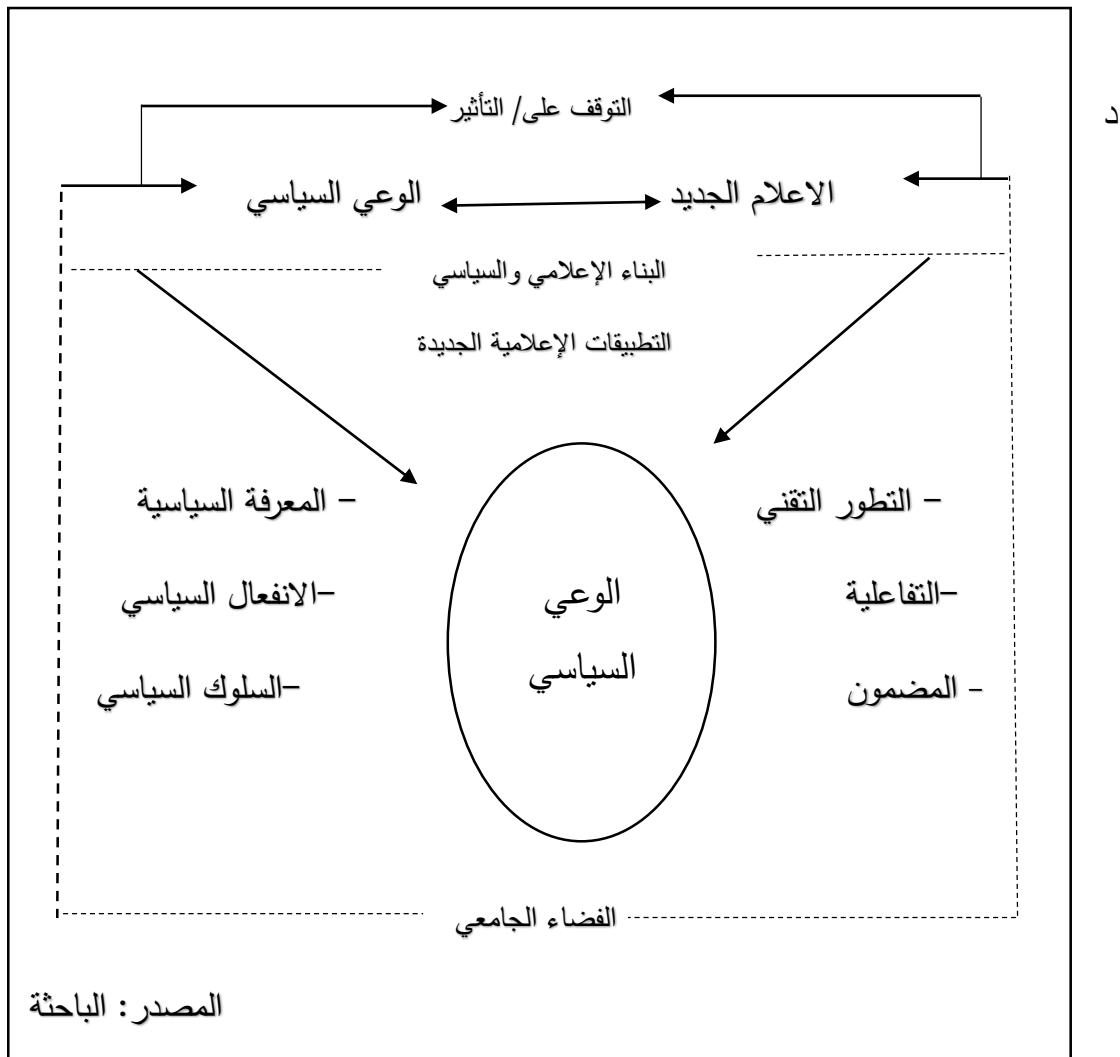 د
التوقف على/ التأثير
الاعلام الجديد
الوعي السياسي
البناء الإعلامي والسياسي
التطبيقات الإعلامية الجديدة
– التطور التقني
–التفاعلية
– المضمون
الوعي
السياسي
– المعرفة السياسية
–الانفعال السياسي
–السلوك السياسي
الفضاء الجامعي
المصدر: الباحثة